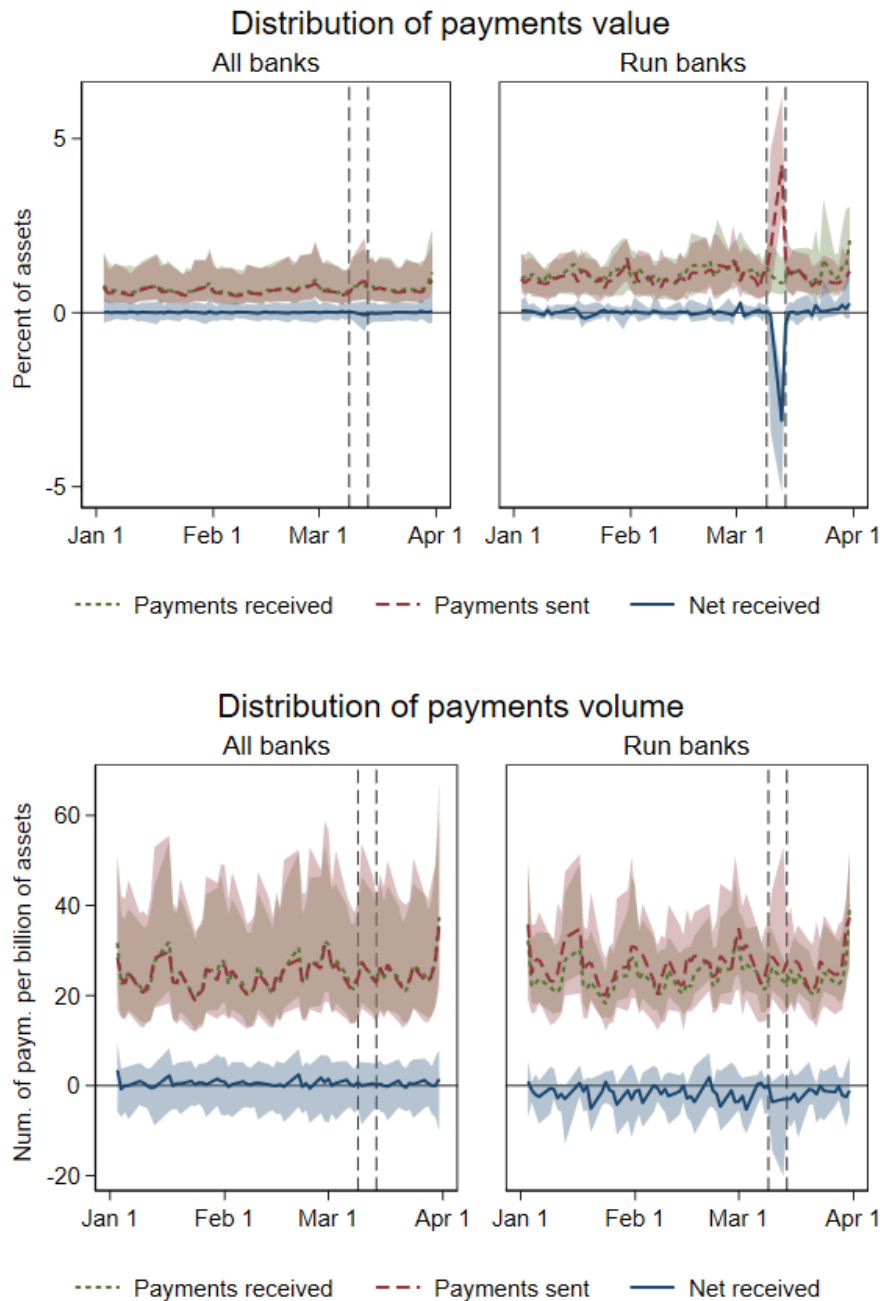 Distribution of payments value
All banks
Run banks
Percent of assets
5
0
-5
Jan 1
Feb 1
Mar 1
Apr 1
Jan 1
Feb 1
Mar 1
Apr 1
Payments received
Payments sent
Net received
Distribution of payments volume
All banks
Run banks
Num. of paym. per billion of assets
60
40
20
0
-20
Jan 1
Feb 1
Mar 1
Apr 1
Jan 1
Feb 1
Mar 1
Apr 1
Payments received
Payments sent
Net received